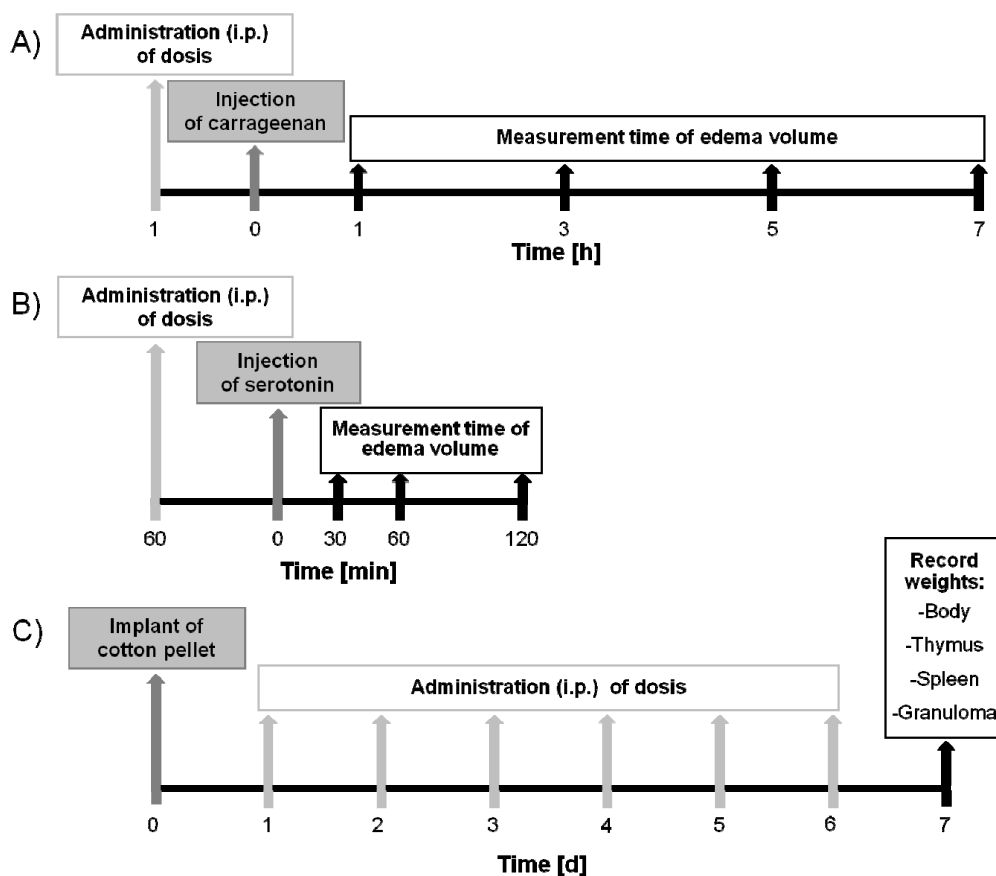 A)
Administration (i.p.)
of dosis
Injection
of carrageenan
Measurement time of edema volume
1 0 1 3 5 7
Time [h]
B)
Administration (i.p.)
of dosis
Injection
of serotonin
Measurement time of
edema volume
60 0 30 60 120
Time [min]
C)
Implant of
cotton pellet
Administration (i.p.) of dosis
Record
weights:
-Body
-Thymus
-Spleen
-Granuloma
0 1 2 3 4 5 6 7
Time [d]